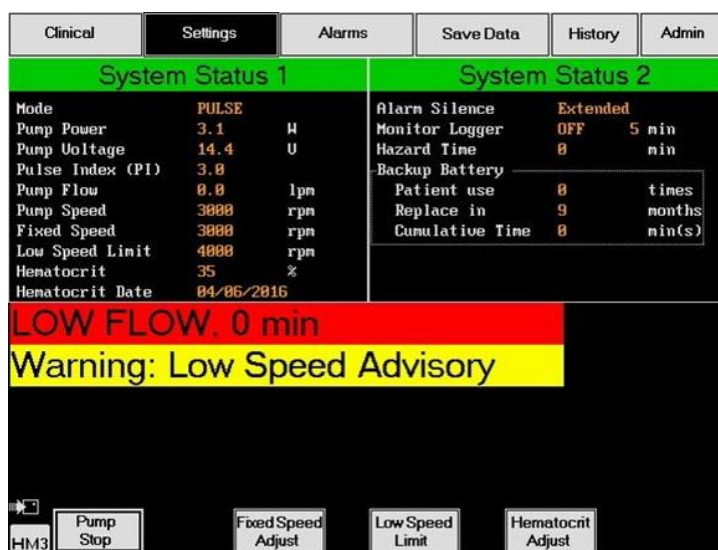 Clinical Settings Alarms Save Data History Admin
System Status 1
Mode PULSE
Pump Power 3.1 W
Pump Voltage 14.4 V
Pulse Index (PI) 3.0
Pump Flow 0.0 lpm
Pump Speed 3000 rpm
Fixed Speed 3000 rpm
Low Speed Limit 4000 rpm
Hematocrit 35 %
Hematocrit Date 04/06/2016
System Status 2
Alarm Silence Extended
Monitor Logger OFF 5 min
Hazard Time 0 min
Backup Battery
Patient use 0 times
Replace in 9 months
Cumulative Time 0 min(s)
LOW FLOW. 0 min
Warning: Low Speed Advisory
HM3
Pump
Stop
Fixed Speed
Adjust
Low Speed
Limit
Hematocrit
Adjust